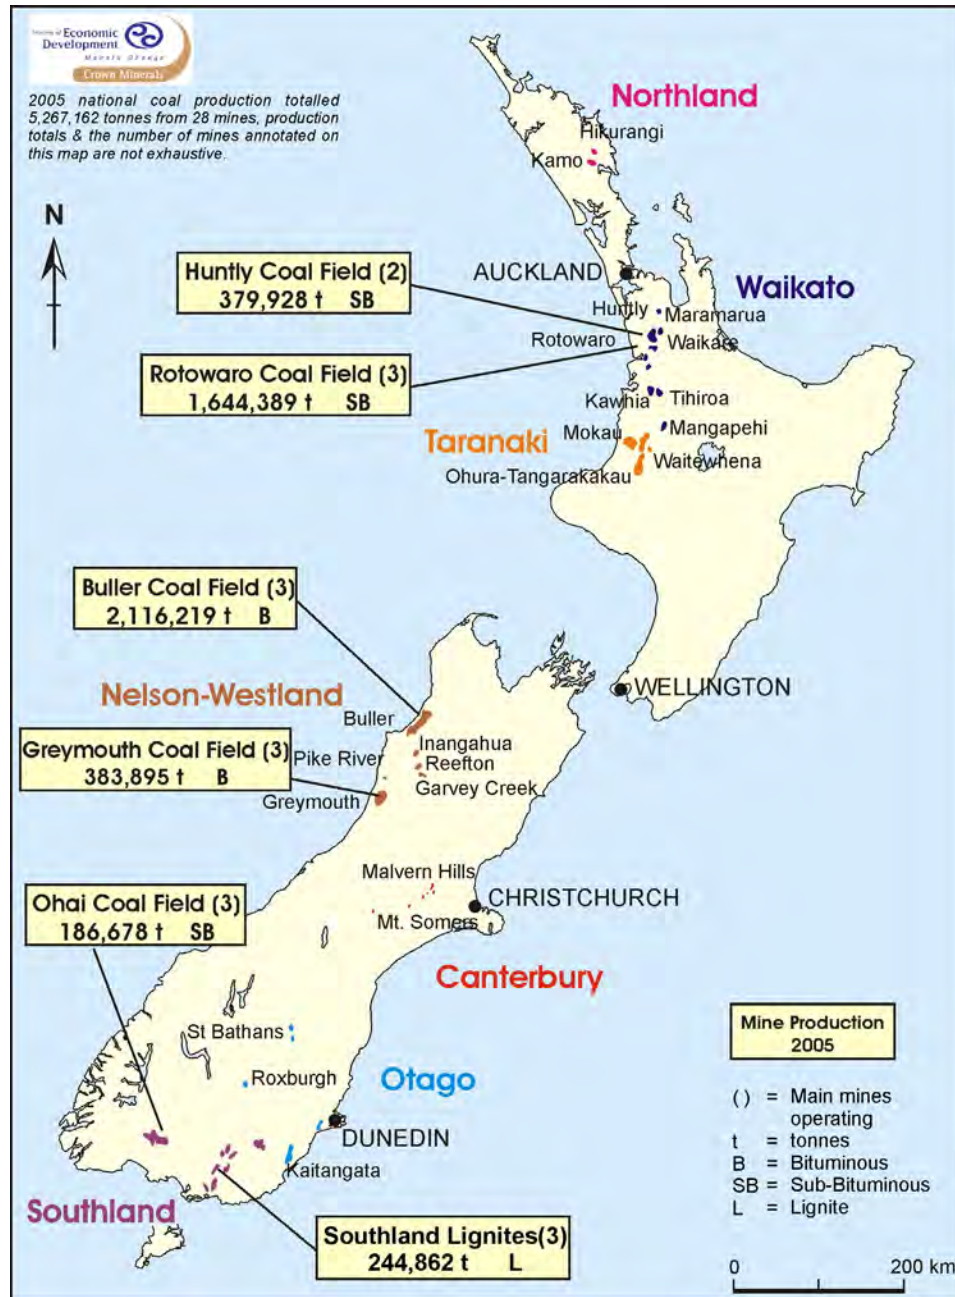 Ministry of Economic
Development
Manatū Ōhanga
Crown Minerals
2005 national coal production totalled
5,267,162 tonnes from 28 mines, production
totals & the number of mines annotated on
this map are not exhaustive.
N
Northland
Hikurangi
Kamo
Huntly Coal Field (2)
379,928 t SB
AUCKLAND
Waikato
Huntly
Maramarua
Rotowaro
Waikare
Rotowaro Coal Field (3)
1,644,389 t SB
Kawhia
Tihiroa
Taranaki
Mokau
Mangapehi
Waitewhena
Ohura-Tangarakakau
Buller Coal Field (3)
2,116,219 t B
Nelson-Westland
WELLINGTON
Buller
Inangahua
Greymouth Coal Field (3)
383,895 t B
Pike River
Reefton
Garvey Creek
Greymouth
Malvern Hills
CHRISTCHURCH
Ohai Coal Field (3)
186,678 t SB
Mt. Somers
Canterbury
St Bathans
Roxburgh
Otago
DUNEDIN
Kaitangata
Southland
Southland Lignites(3)
244,862 t L
Mine Production
2005
( ) = Main mines
operating
t = tonnes
B = Bituminous
SB = Sub-Bituminous
L = Lignite
0 200 km